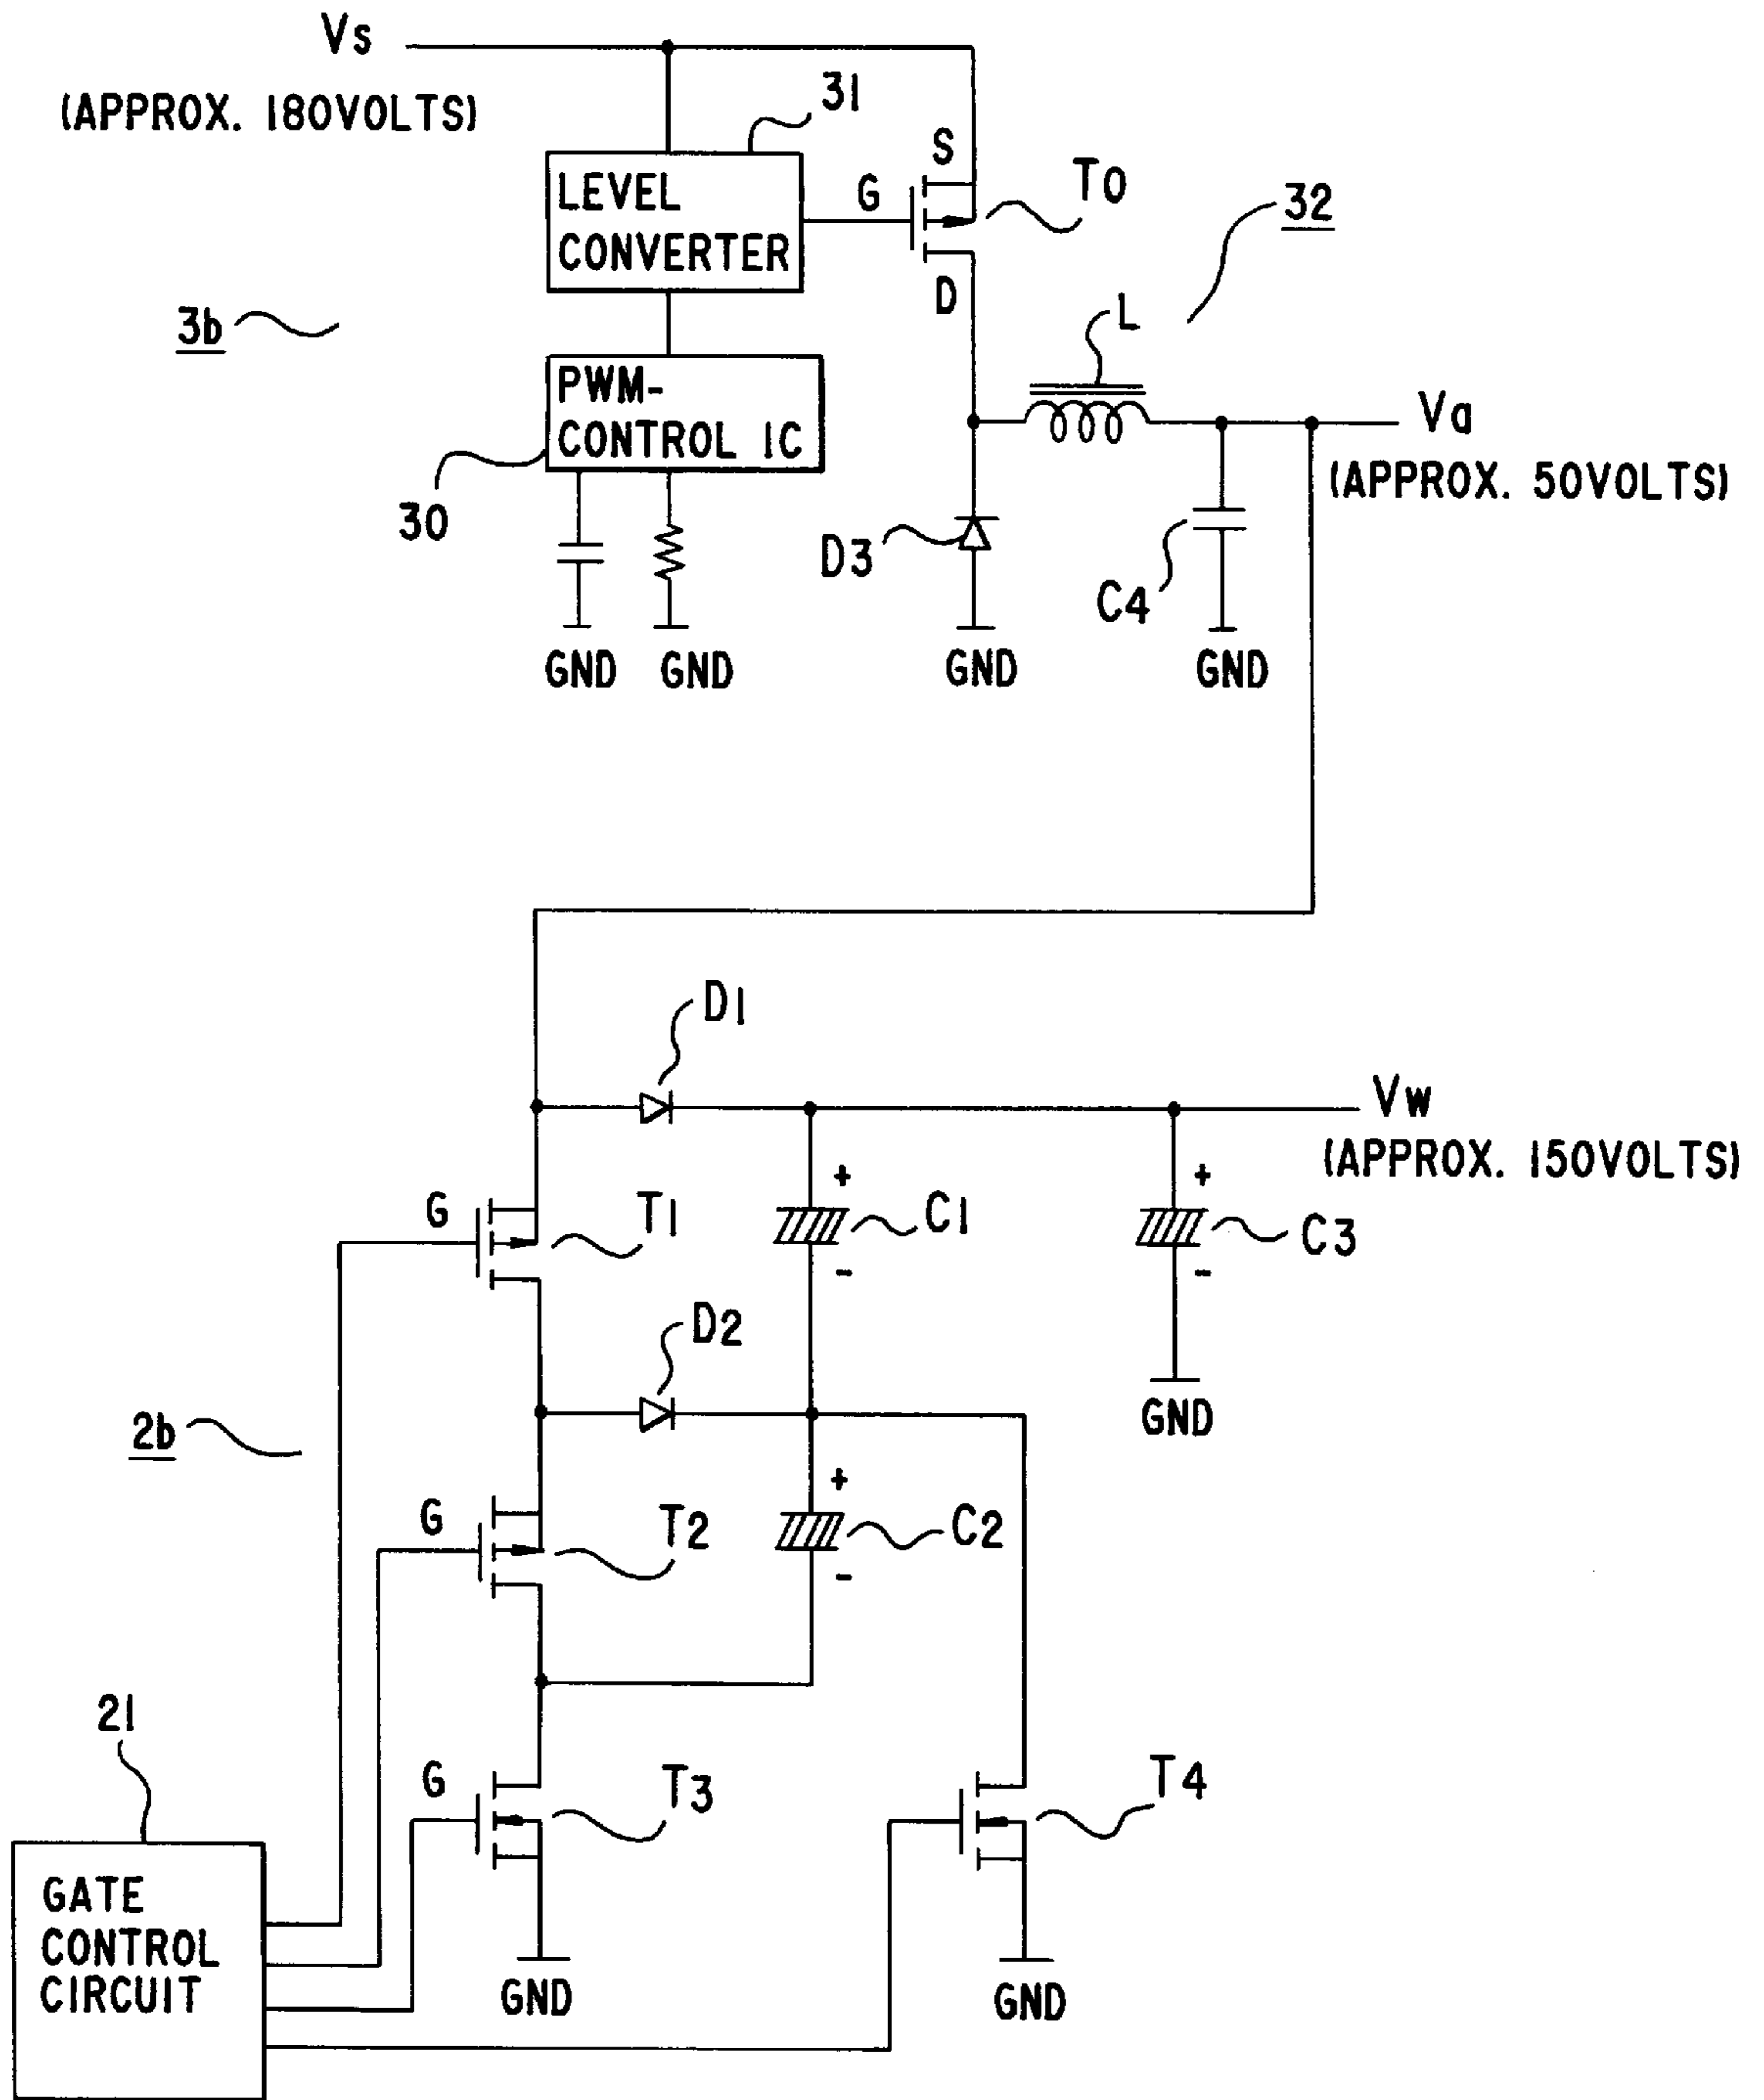 Vs
(APPROX. 180VOLTS)
31
LEVEL
CONVERTER
S
G
D
T0
32
3b
L
PWM-
CONTROL IC
30
Va
(APPROX. 50VOLTS)
D3
C4
GND
GND
GND
GND
D1
Vw
(APPROX. 150VOLTS)
G
T1
+
C1
-
+
C3
-
D2
GND
2b
G
T2
+
C2
-
21
G
T3
T4
GATE
CONTROL
CIRCUIT
GND
GND